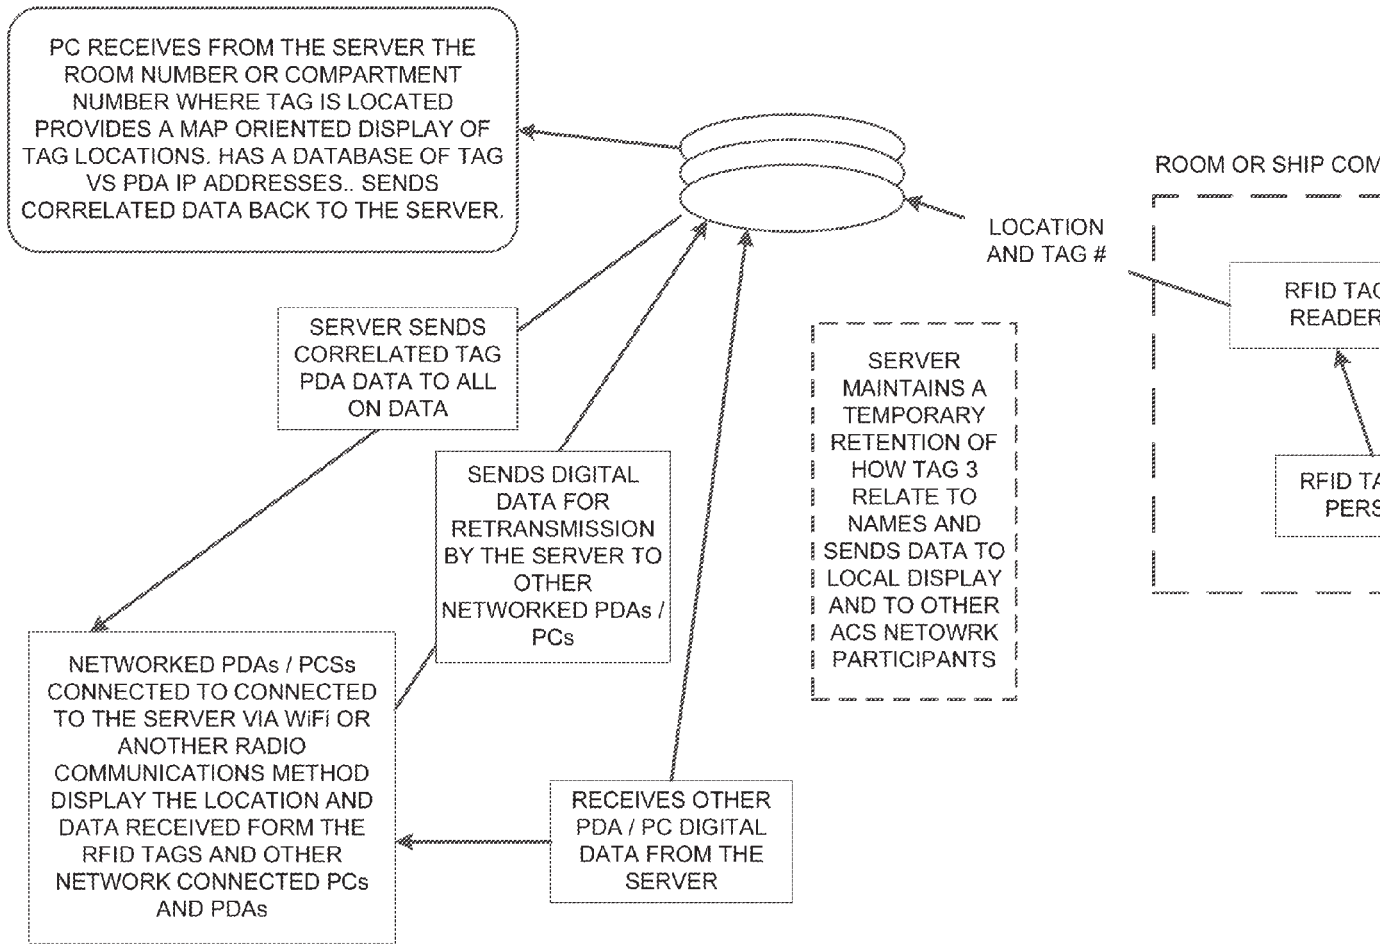 PC RECEIVES FROM THE SERVER THE
ROOM NUMBER OR COMPARTMENT
NUMBER WHERE TAG IS LOCATED
PROVIDES A MAP ORIENTED DISPLAY OF
TAG LOCATIONS. HAS A DATABASE OF TAG
VS PDA IP ADDRESSES.. SENDS
CORRELATED DATA BACK TO THE SERVER.
ROOM OR SHIP COM
LOCATION
AND TAG #
RFID TAG
READER
RFID TA
PERS
SERVER SENDS
CORRELATED TAG
PDA DATA TO ALL
ON DATA
SENDS DIGITAL
DATA FOR
RETRANSMISSION
BY THE SERVER TO
OTHER
NETWORKED PDAs /
PCs
SERVER
MAINTAINS A
TEMPORARY
RETENTION OF
HOW TAG 3
RELATE TO
NAMES AND
SENDS DATA TO
LOCAL DISPLAY
AND TO OTHER
ACS NETOWRK
PARTICIPANTS
NETWORKED PDAs / PCSs
CONNECTED TO CONNECTED
TO THE SERVER VIA WiFi OR
ANOTHER RADIO
COMMUNICATIONS METHOD
DISPLAY THE LOCATION AND
DATA RECEIVED FORM THE
RFID TAGS AND OTHER
NETWORK CONNECTED PCs
AND PDAs
RECEIVES OTHER
PDA / PC DIGITAL
DATA FROM THE
SERVER